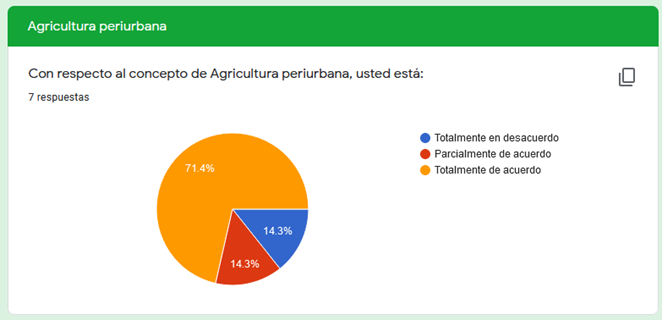 Agricultura periurbana
Con respecto al concepto de Agricultura periurbana, usted está:
7 respuestas
Totalmente en desacuerdo
Parcialmente de acuerdo
Totalmente de acuerdo
71.4%
14.3%
14.3%